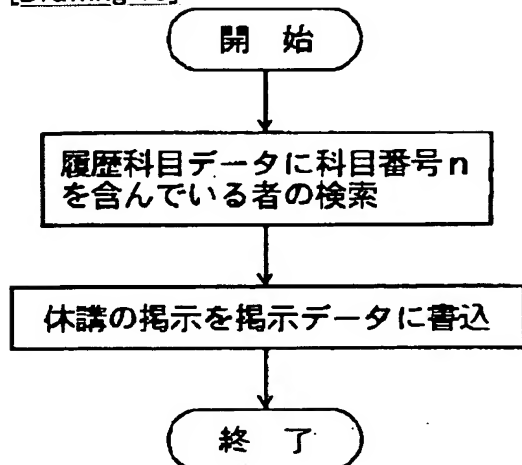 開 始
履歴科目データに科目番号n
を含んでいる者の検索
休講の掲示を掲示データに書込
終 了